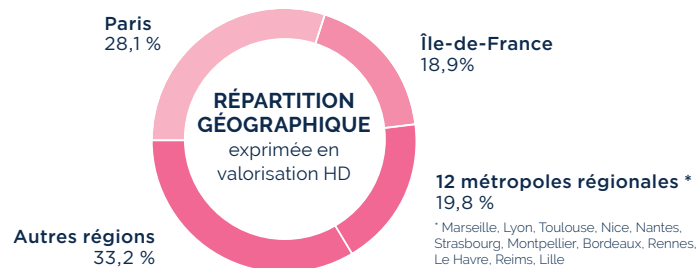 Paris
28,1 %
Île-de-France
18,9%
RÉPARTITION
GÉOGRAPHIQUE
exprimée en
valorisation HD
12 métropoles régionales *
19,8 %
* Marseille, Lyon, Toulouse, Nice, Nantes,
Strasbourg, Montpellier, Bordeaux, Rennes,
Le Havre, Reims, Lille
Autres régions
33,2 %